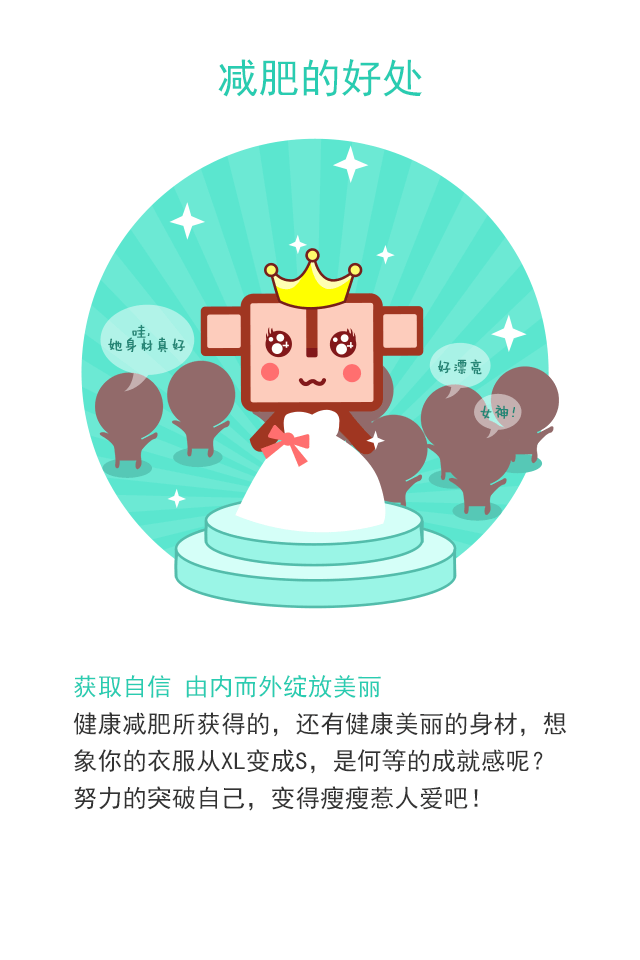 减肥的好处
哇,
她身材真好
好漂亮
女神!
获取自信 由内而外绽放美丽
健康减肥所获得的，还有健康美丽的身材，想
象你的衣服从XL变成S，是何等的成就感呢？
努力的突破自己，变得瘦瘦惹人爱吧！